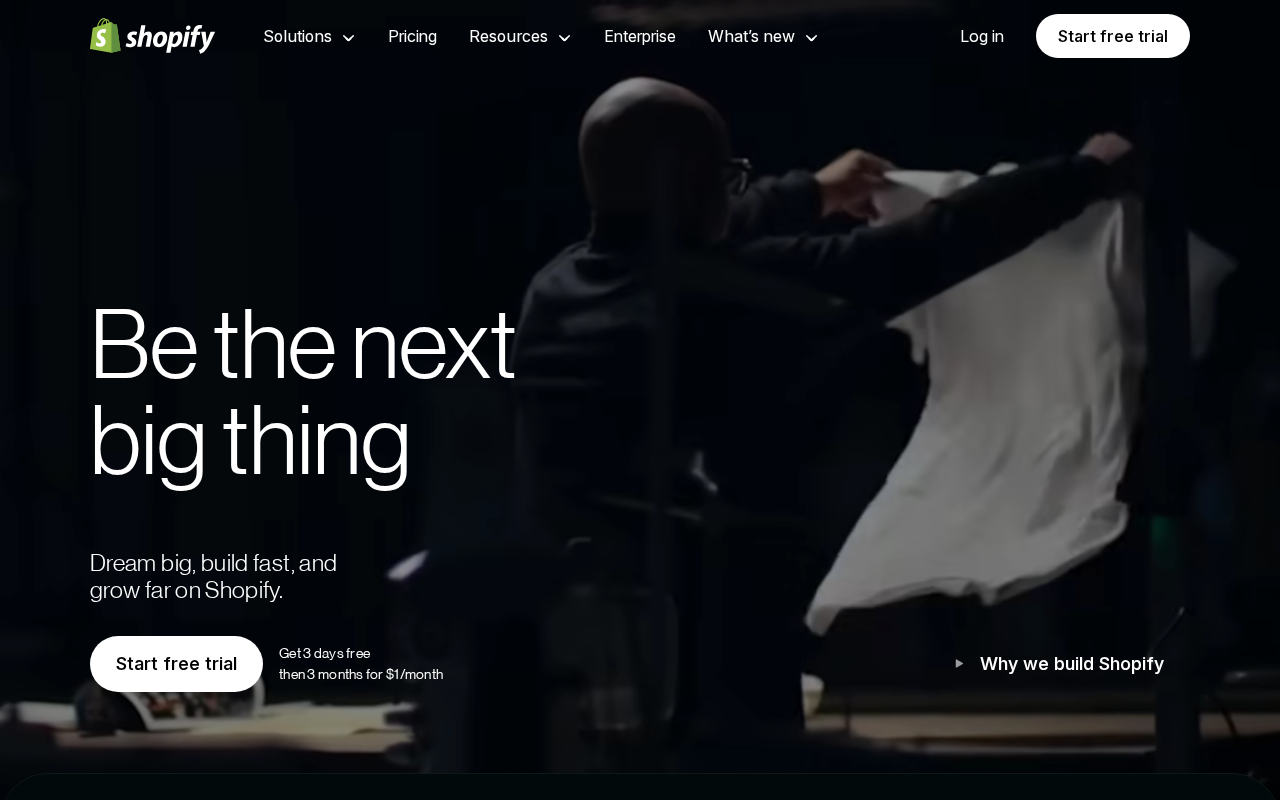 shopify
Solutions
Pricing
Resources
Enterprise
What's new
Log in
Start free trial
Be the next
big thing
Dream big, build fast, and
grow far on Shopify.
Start free trial
Get 3 days free
then 3 months for $1/month
Why we build Shopify